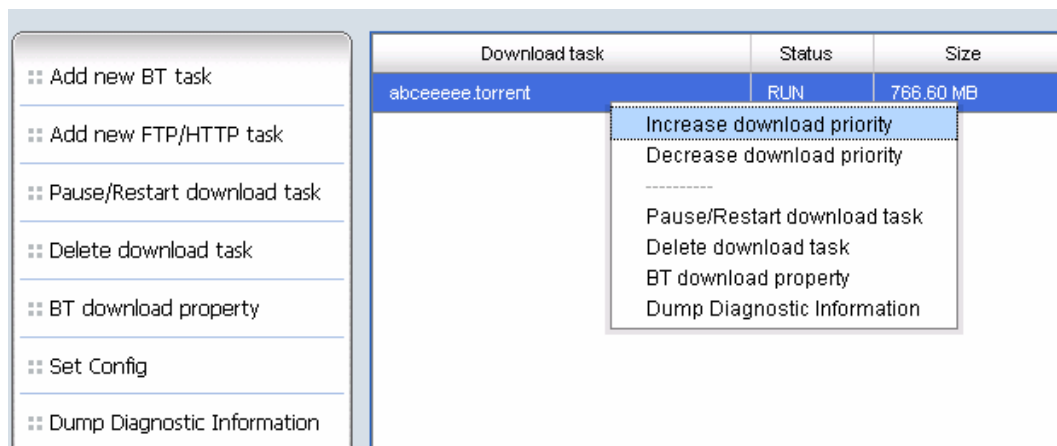 Add new BT task
Add new FTP/HTTP task
Pause/Restart download task
Delete download task
BT download property
Set Config
Dump Diagnostic Information
Download task Status Size
abceeeee.torrent RUN 766.60 MB
Increase download priority
Decrease download priority
----------
Pause/Restart download task
Delete download task
BT download property
Dump Diagnostic Information